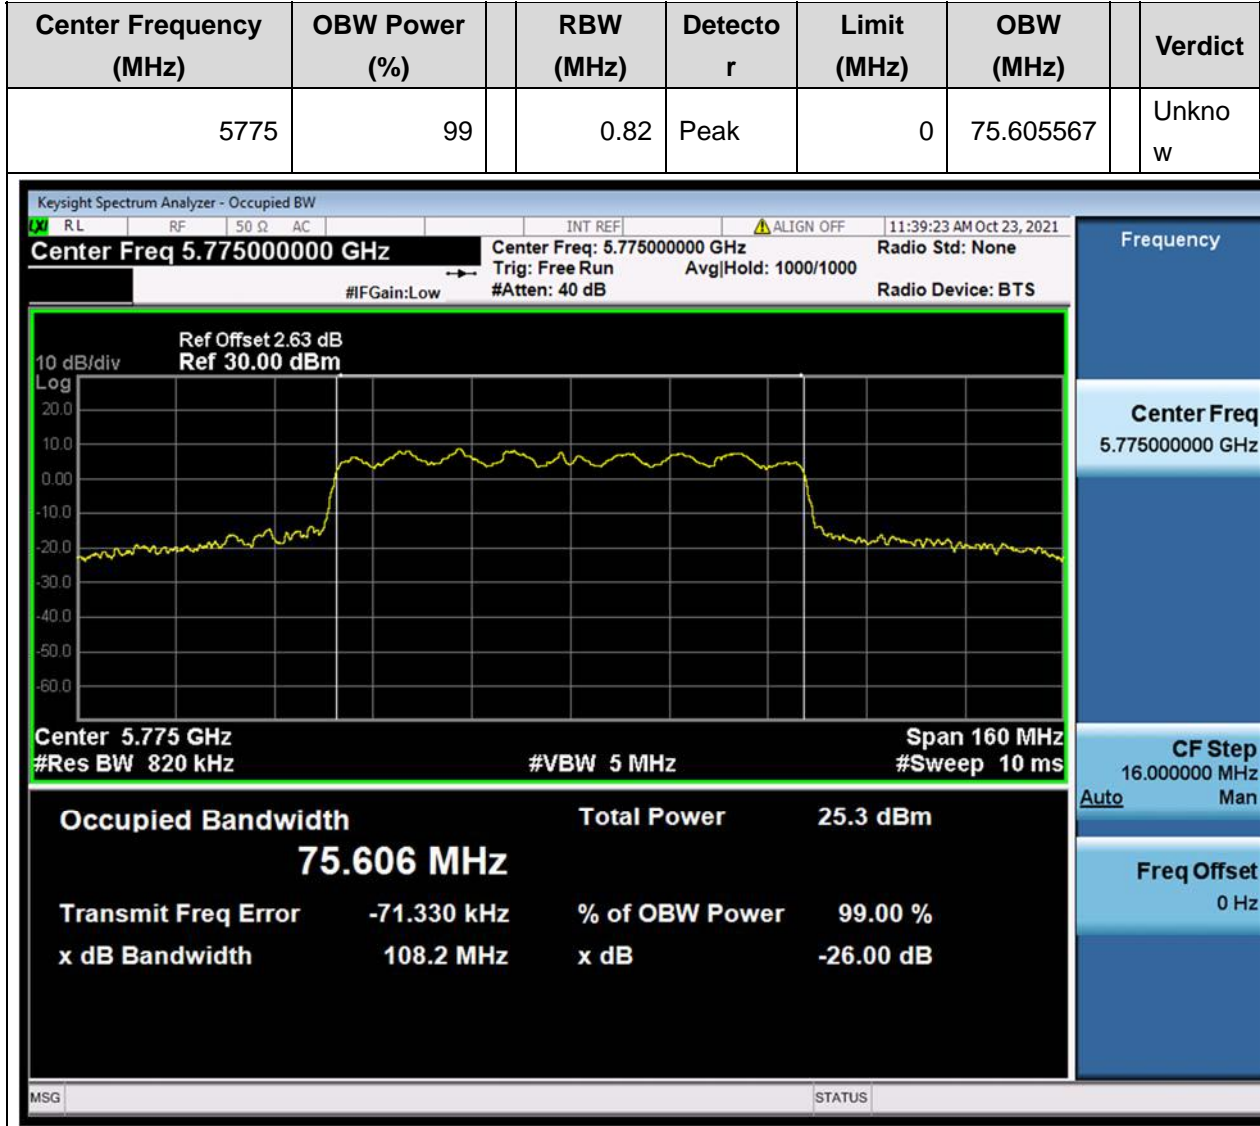 Center Frequency (MHz) OBW Power (%) RBW (MHz) Detecto r Limit (MHz) OBW (MHz) Verdict
5775 99 0.82 Peak 0 75.605567 Unkno w
Keysight Spectrum Analyzer - Occupied BW
LXI RL RF 50 Ω AC INT REF ALIGN OFF 11:39:23 AM Oct 23, 2021
Center Freq 5.775000000 GHz
Center Freq: 5.775000000 GHz Radio Std: None
Trig: Free Run Avg|Hold: 1000/1000
#IFGain:Low #Atten: 40 dB Radio Device: BTS
Ref Offset 2.63 dB
10 dB/div Ref 30.00 dBm
Log
20.0
10.0
0.00
-10.0
-20.0
-30.0
-40.0
-50.0
-60.0
Center 5.775 GHz Span 160 MHz
#Res BW 820 kHz #VBW 5 MHz #Sweep 10 ms
Occupied Bandwidth Total Power 25.3 dBm
75.606 MHz
Transmit Freq Error -71.330 kHz % of OBW Power 99.00 %
x dB Bandwidth 108.2 MHz x dB -26.00 dB
MSG STATUS
Frequency
Center Freq
5.775000000 GHz
CF Step
16.000000 MHz
Auto Man
Freq Offset
0 Hz